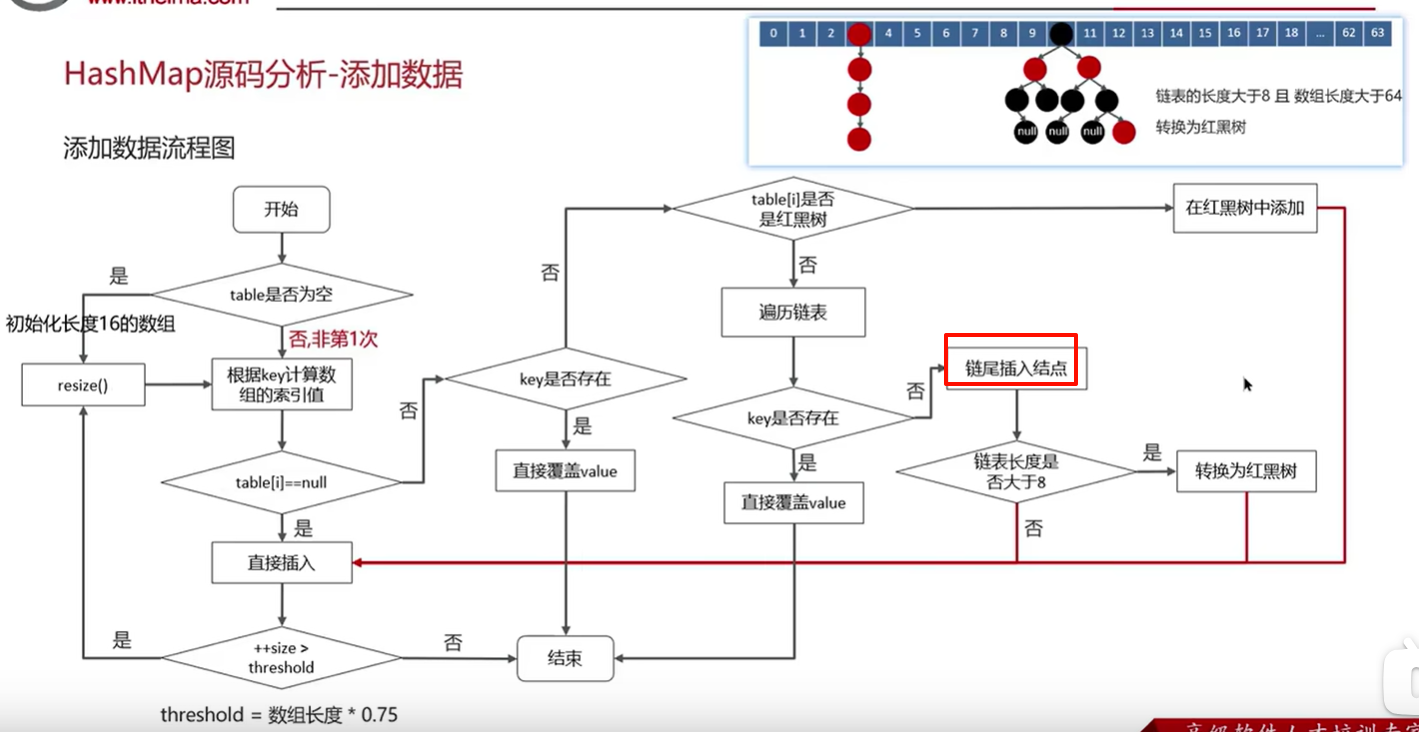 www.itheima.com
0 1 2 4 5 6 7 8 9 11 12 13 14 15 16 17 18 ... 62 63
HashMap源码分析-添加数据
链表的长度大于8 且 数组长度大于64
转换为红黑树
null null null
添加数据流程图
开始
table[i]是否
是红黑树
在红黑树中添加
是
否
否
table是否为空
初始化长度16的数组
遍历链表
否,非第1次
resize()
根据key计算数
组的索引值
key是否存在
链尾插入结点
否
否
key是否存在
是
直接覆盖value
是
链表长度是
否大于8
是
转换为红黑树
table[i]==null
直接覆盖value
是
否
直接插入
是
++size >
threshold
否
结束
threshold = 数组长度 * 0.75
高级软件人才培训专家